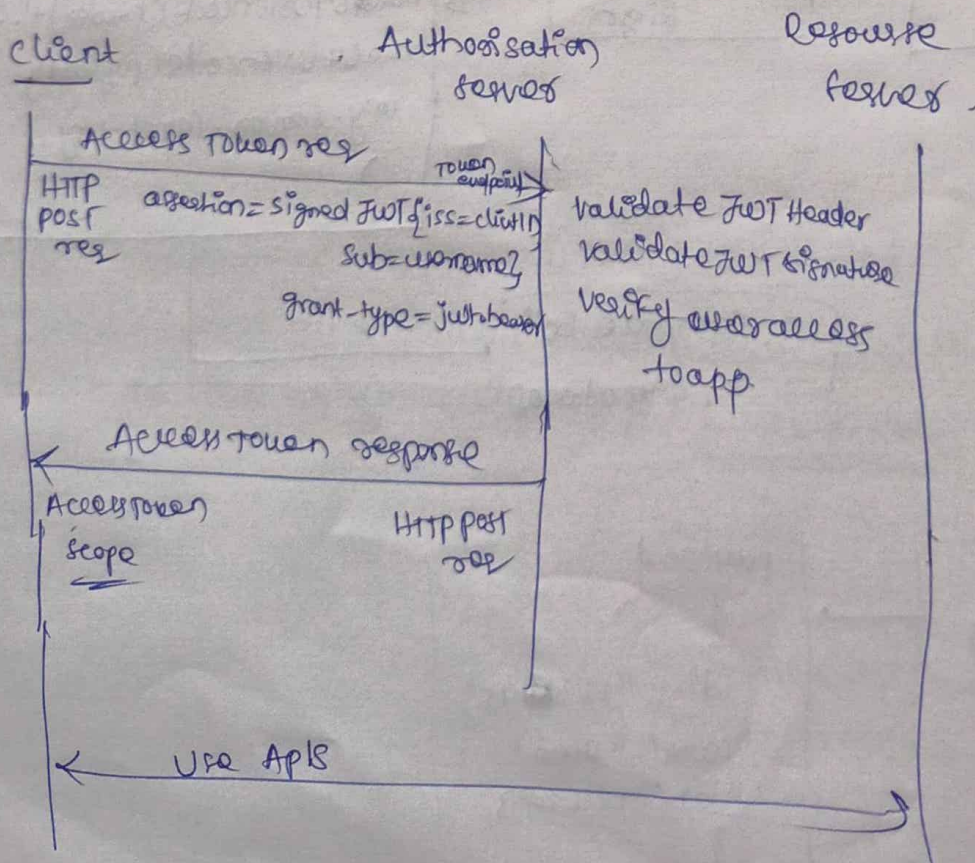 client
Authorisation
server
Resourse
server
Acecess Token req
Token
endpoint
HTTP
post
req
assestion=signed JWT{iss=clientID
sub=username}
grant-type=jwt-bearer
validate JWT Header
validate JWT signature
verify user access
to app
Access Token response
Access Token
scope
HTTP post
req
Use APIS